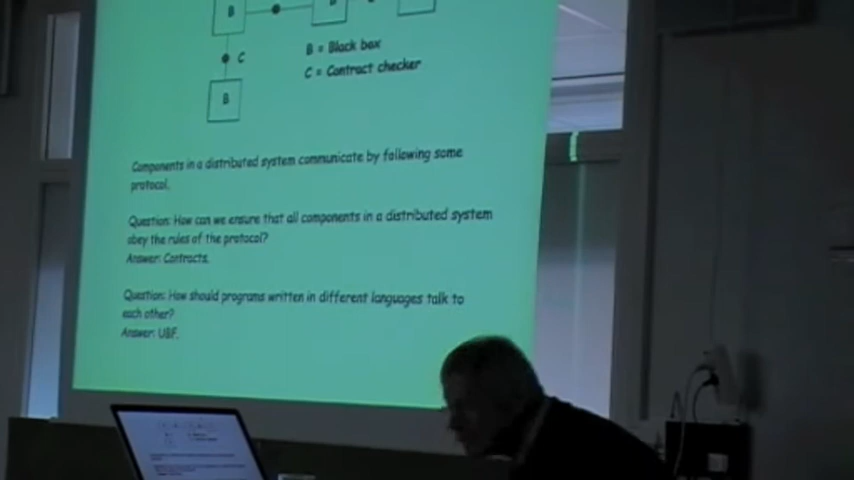 B
B = Black box
C
C = Contract checker
B
Components in a distributed system communicate by following some
protocol.
Question: How can we ensure that all components in a distributed system
obey the rules of the protocol?
Answer: Contracts.
Question: How should programs written in different languages talk to
each other?
Answer: UBF.